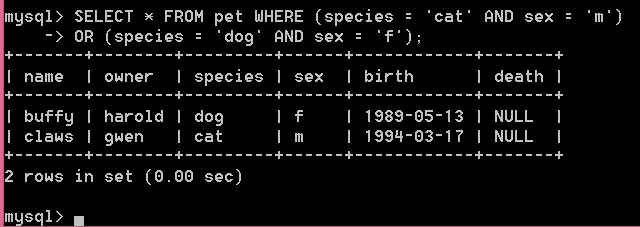 mysql> SELECT * FROM pet WHERE (species = 'cat' AND sex = 'm')
    -> OR (species = 'dog' AND sex = 'f');
+-------+--------+---------+------+------------+-------+
| name  | owner  | species | sex  | birth      | death |
+-------+--------+---------+------+------------+-------+
| buffy | harold | dog     | f    | 1989-05-13 | NULL  |
| claws | gwen   | cat     | m    | 1994-03-17 | NULL  |
+-------+--------+---------+------+------------+-------+
2 rows in set (0.00 sec)
mysql>